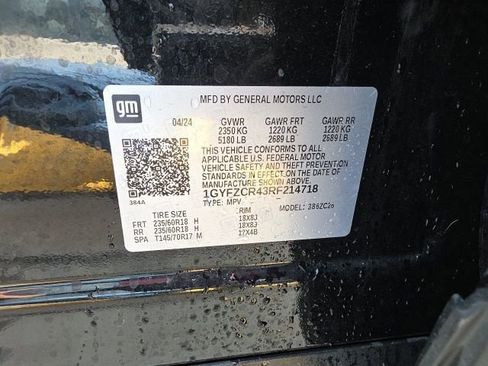 gm
MFD BY GENERAL MOTORS LLC
04/24 GVWR GAWR FRT GAWR RR
2350 KG 1220 KG 1220 KG
5180 LB 2689 LB 2689 LB
THIS VEHICLE CONFORMS TO ALL
APPLICABLE U.S. FEDERAL MOTOR
VEHICLE SAFETY AND THEFT PREVENTION
STANDARDS IN EFFECT ON THE DATE OF
MANUFACTURE SHOWN ABOVE.
384A
1GYFZCR43RF214718
TYPE: MPV MODEL:
TIRE SIZE RIM
FRT 235/60R18 H 18X8J
RR 235/60R18 H 18X8J
SPA T145/70R17 M 17X4B